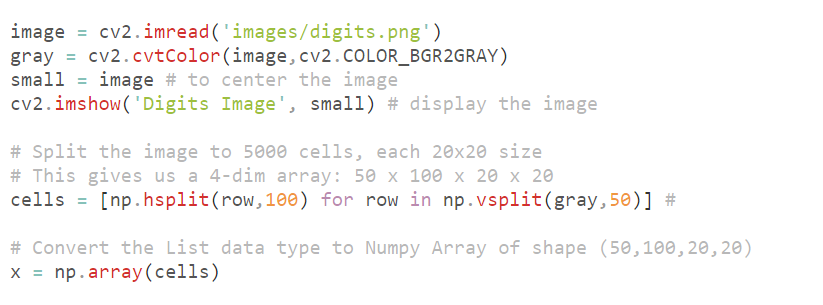 image = cv2.imread('images/digits.png')
gray = cv2.cvtColor(image,cv2.COLOR_BGR2GRAY)
small = image # to center the image
cv2.imshow('Digits Image', small) # display the image
# Split the image to 5000 cells, each 20x20 size
# This gives us a 4-dim array: 50 x 100 x 20 x 20
cells = [np.hsplit(row,100) for row in np.vsplit(gray,50)] #
# Convert the List data type to Numpy Array of shape (50,100,20,20)
x = np.array(cells)